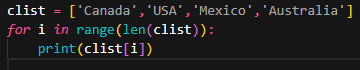 clist = ['Canada','USA','Mexico','Australia']
for i in range(len(clist)):
    print(clist[i])